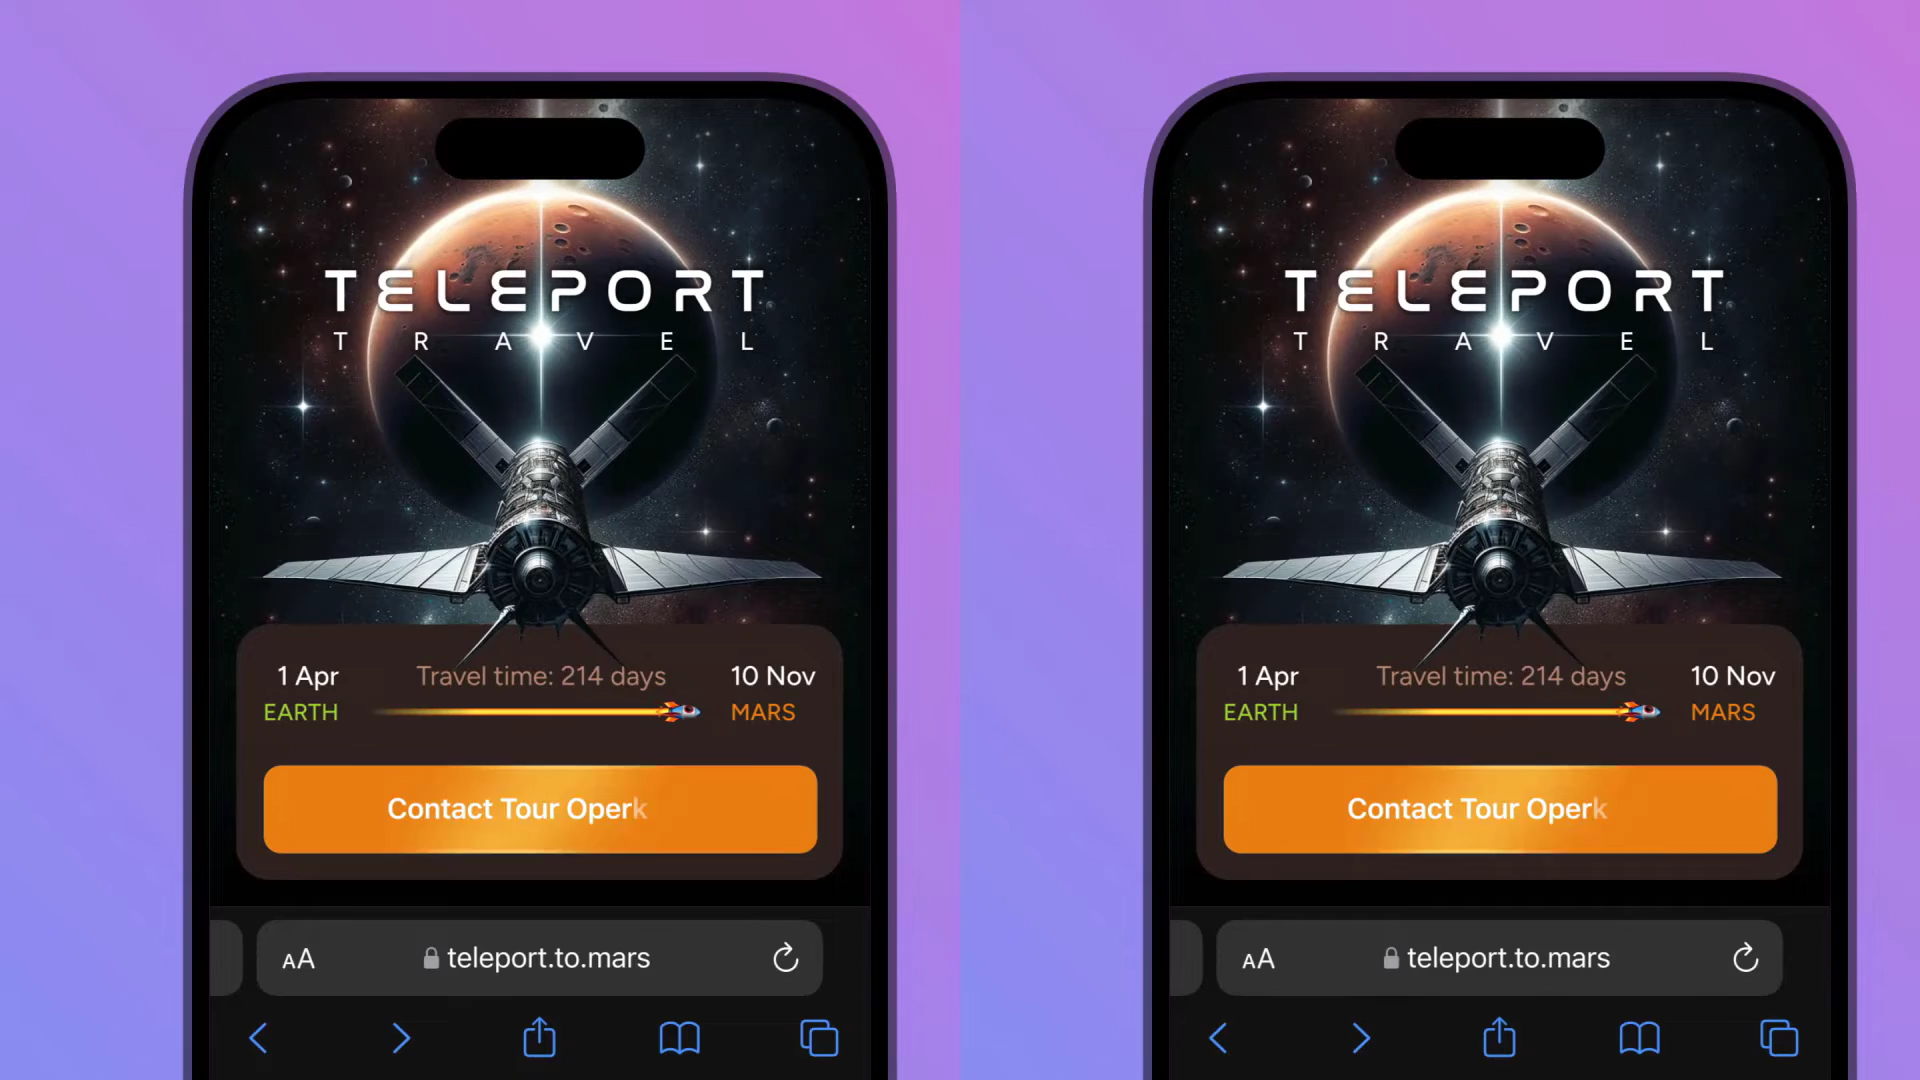 TELEPORT
TRAVEL
1 Apr Travel time: 214 days 10 Nov
EARTH MARS
Contact Tour Operk
AA teleport.to.mars
TELEPORT
TRAVEL
1 Apr Travel time: 214 days 10 Nov
EARTH MARS
Contact Tour Operk
AA teleport.to.mars